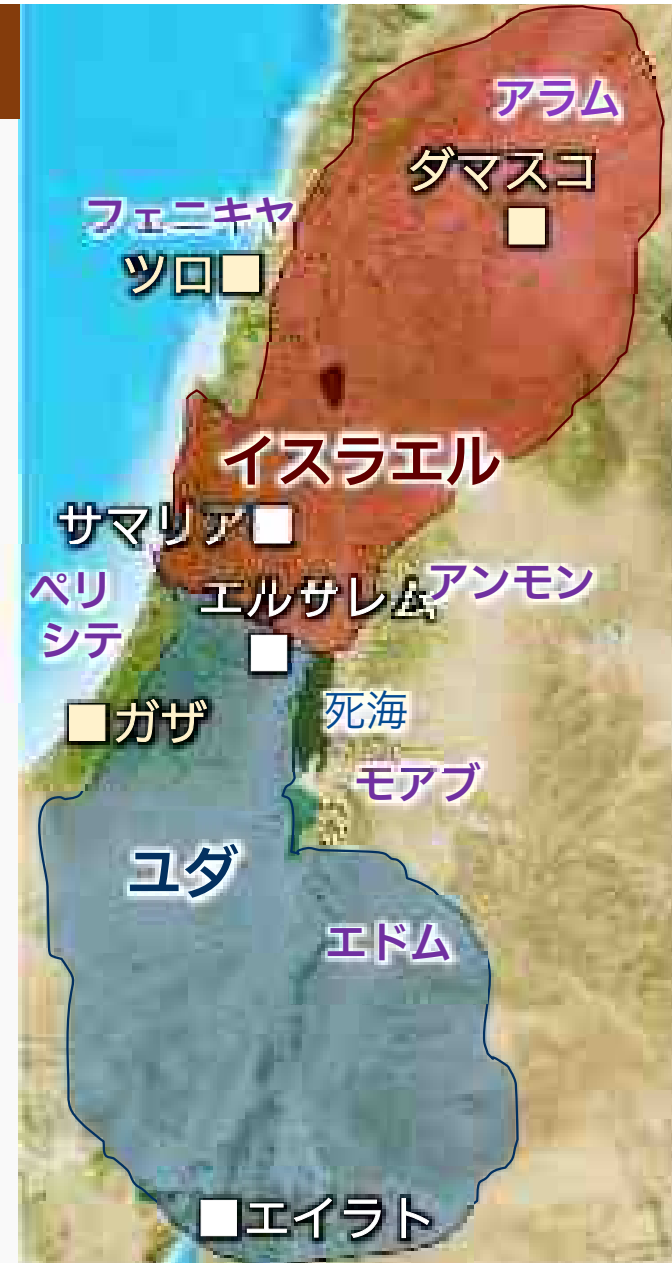 アラム
ダマスコ
フェニキヤ
ツロ
イスラエル
サマリア
ペリ
シテ
アンモン
エルサレム
死海
ガザ
モアブ
ユダ
エドム
エイラト